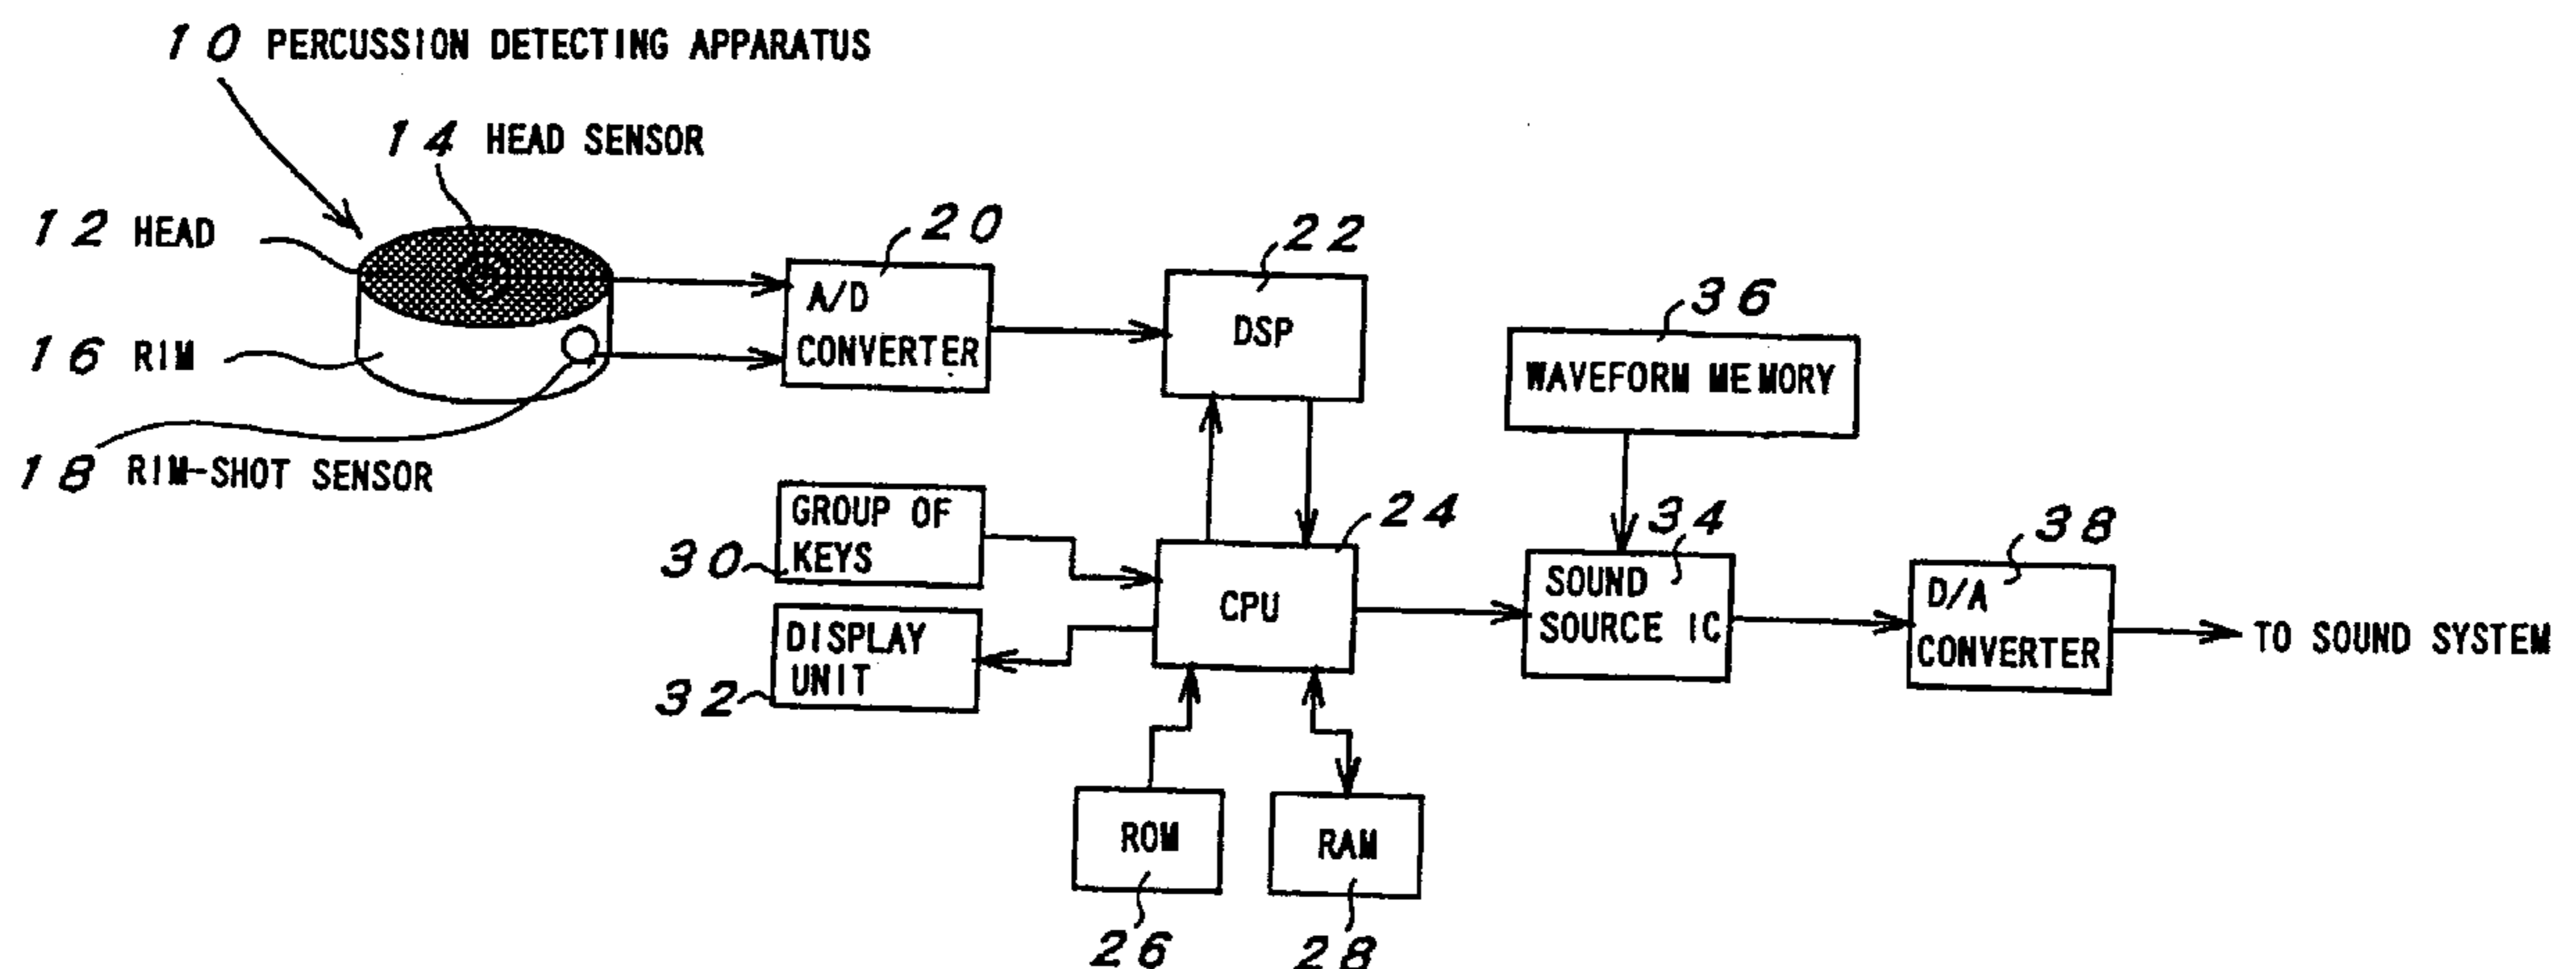 10 PERCUSSION DETECTING APPARATUS
14 HEAD SENSOR
12 HEAD
16 RIM
18 RIM-SHOT SENSOR
20
A/D
CONVERTER
22
DSP
36
WAVEFORM MEMORY
GROUP OF
KEYS
30
DISPLAY
UNIT
32
24
CPU
34
SOUND
SOURCE IC
38
D/A
CONVERTER
TO SOUND SYSTEM
ROM
26
RAM
28